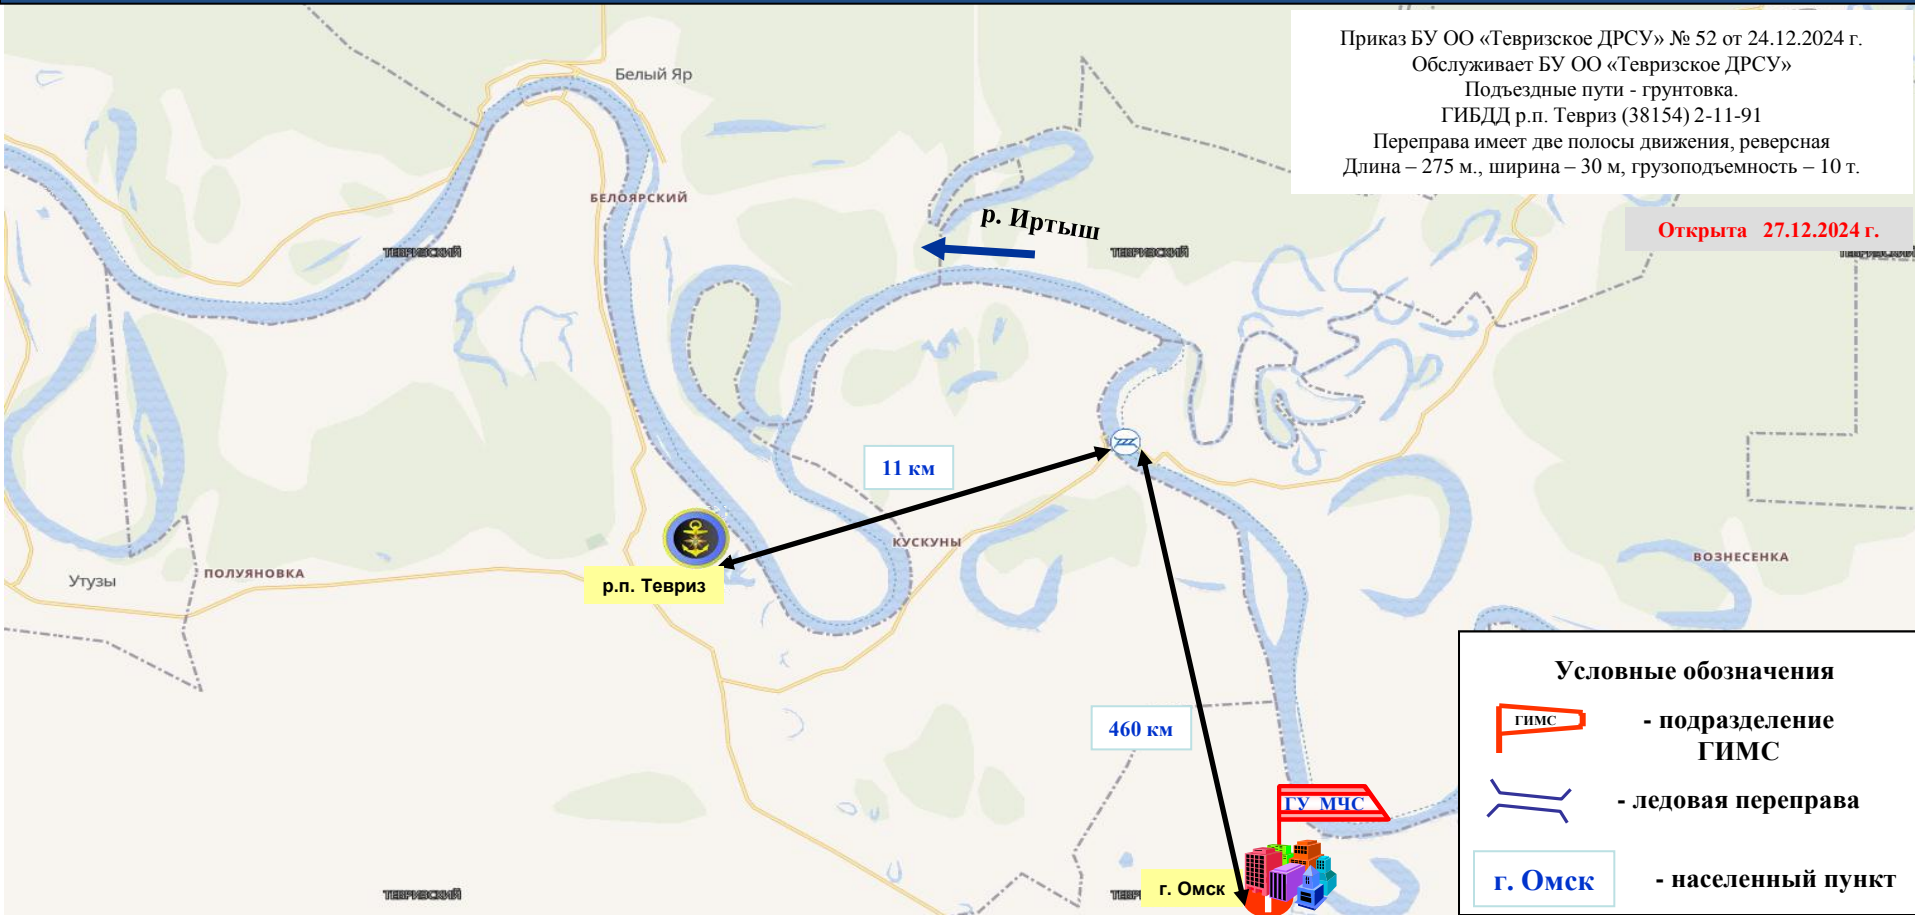 Приказ БУ ОО «Тевризское ДРСУ» № 52 от 24.12.2024 г.
Обслуживает БУ ОО «Тевризское ДРСУ»
Подъездные пути - грунтовка.
ГИБДД р.п. Тевриз (38154) 2-11-91
Переправа имеет две полосы движения, реверсная
Длина – 275 м., ширина – 30 м, грузоподъемность – 10 т.
Белый Яр
БЕЛОЯРСКИЙ
р. Иртыш
Открыта 27.12.2024 г.
ТЕВРИЗСКИЙ
ТЕВРИЗСКИЙ
ТЕВРИЗСКИЙ
11 км
КУСКУНЫ
ВОЗНЕСЕНКА
Утузы
ПОЛУЯНОВКА
р.п. Тевриз
460 км
ГУ МЧС
г. Омск
ТЕВРИЗСКИЙ
ТЕВР
Условные обозначения
ГИМС
- подразделение
ГИМС
- ледовая переправа
г. Омск
- населенный пункт